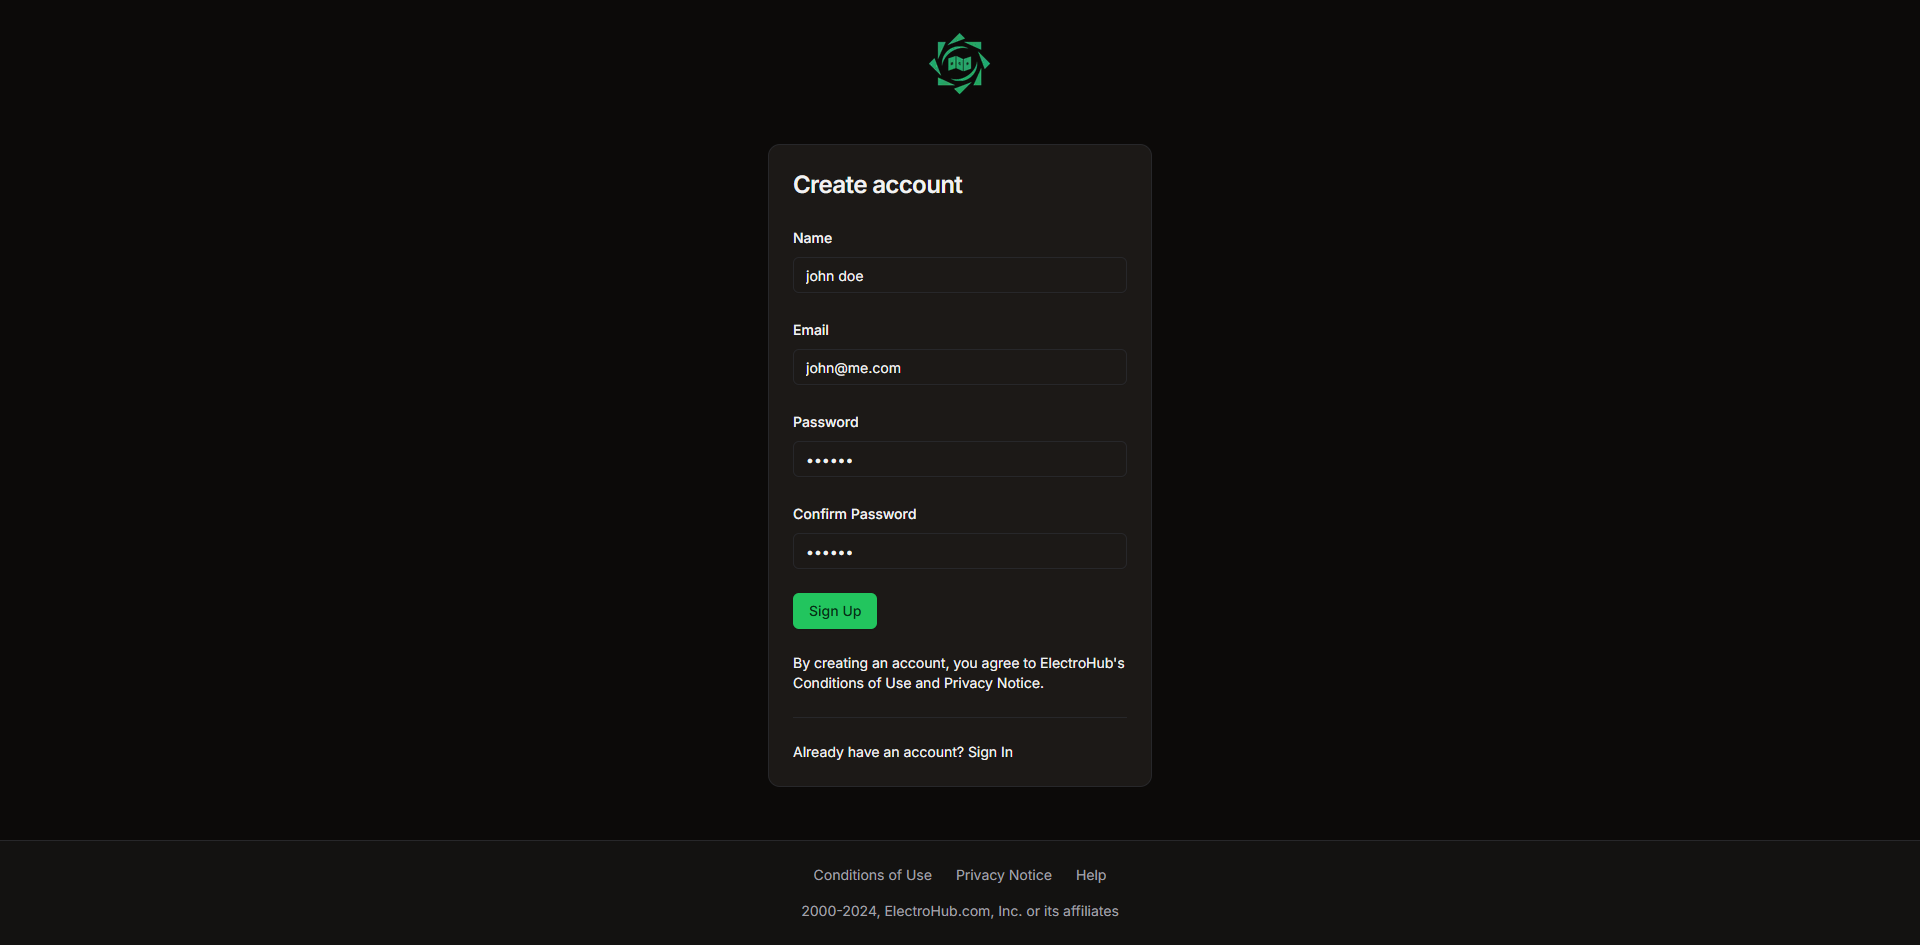 Create account
Name
john doe
Email
john@me.com
Password
••••••
Confirm Password
••••••
Sign Up
By creating an account, you agree to ElectroHub's
Conditions of Use and Privacy Notice.
Already have an account? Sign In
Conditions of Use Privacy Notice Help
2000-2024, ElectroHub.com, Inc. or its affiliates